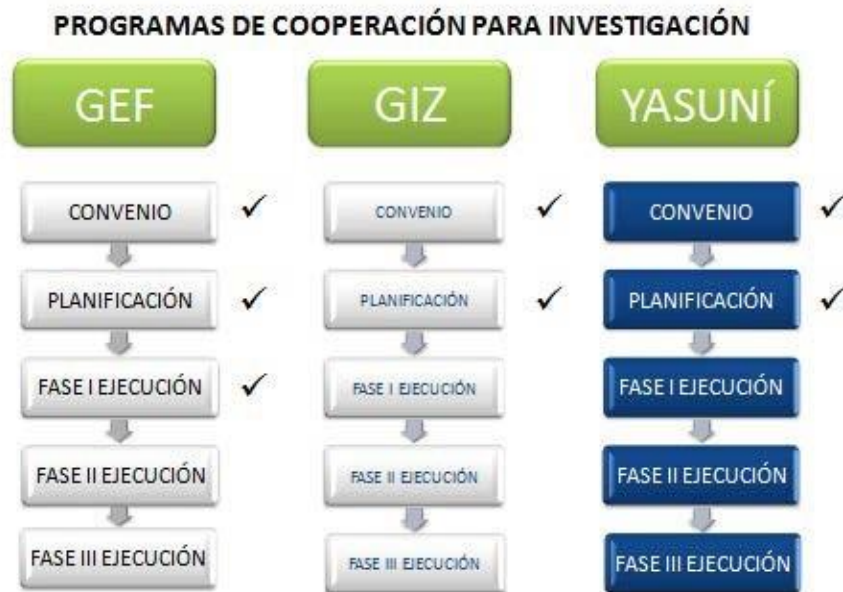 PROGRAMAS DE COOPERACIÓN PARA INVESTIGACIÓN
GEF
CONVENIO ✓
PLANIFICACIÓN ✓
FASE I EJECUCIÓN ✓
FASE II EJECUCIÓN
FASE III EJECUCIÓN
GIZ
CONVENIO ✓
PLANIFICACIÓN ✓
FASE I EJECUCIÓN
FASE II EJECUCIÓN
FASE III EJECUCIÓN
YASUNÍ
CONVENIO ✓
PLANIFICACIÓN ✓
FASE I EJECUCIÓN
FASE II EJECUCIÓN
FASE III EJECUCIÓN